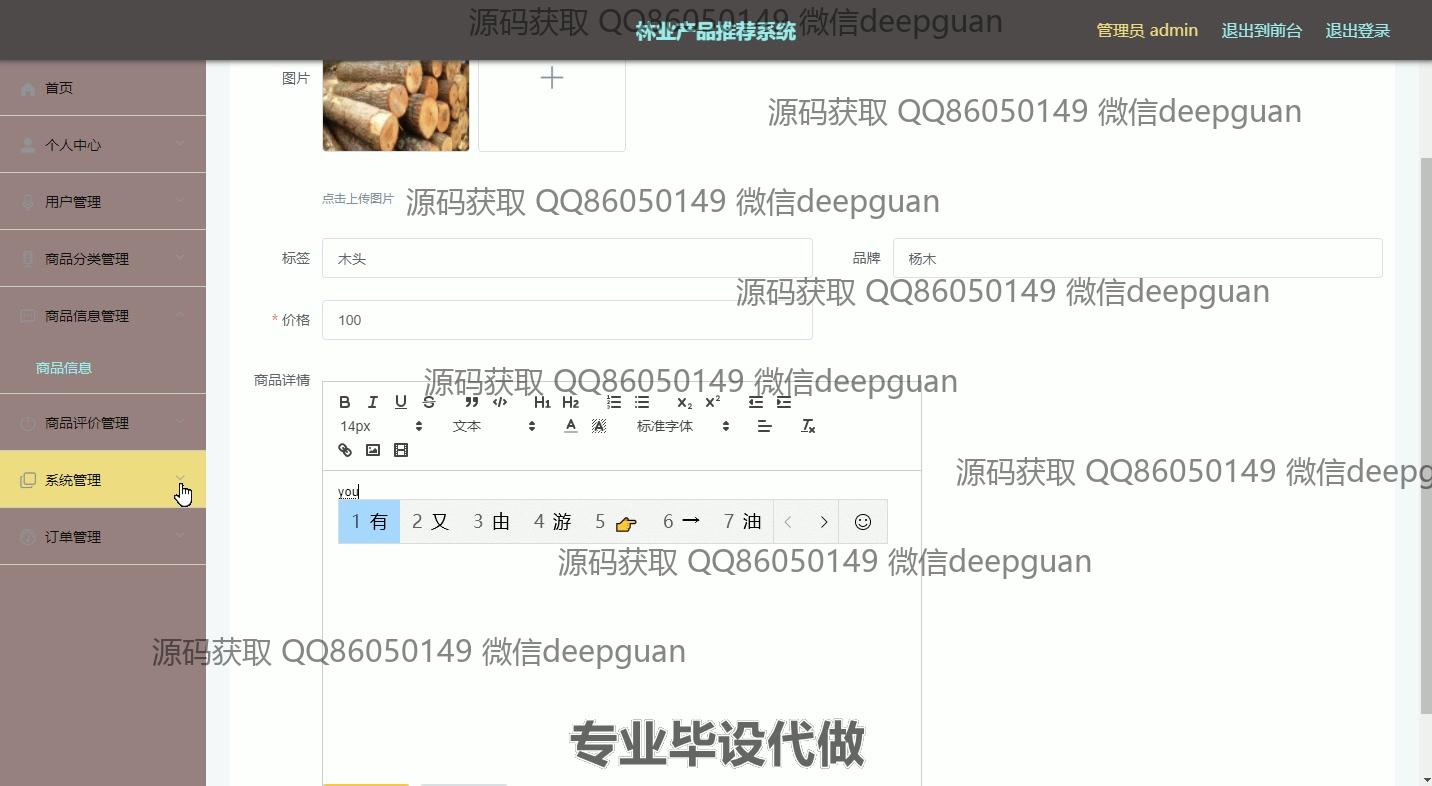 源码获取 QQ86050149 微信deepguan
林业产品推荐系统
管理员 admin 退出到前台 退出登录
首页
个人中心
用户管理
商品分类管理
商品信息管理
商品信息
商品评价管理
系统管理
订单管理
图片
源码获取 QQ86050149 微信deepguan
点击上传图片
源码获取 QQ86050149 微信deepguan
标签 木头 品牌 杨木
源码获取 QQ86050149 微信deepguan
* 价格 100
商品详情
源码获取 QQ86050149 微信deepguan
B I U S H1 H2 X2 X2
14px 文本 A A 标准字体 Tx
源码获取 QQ86050149 微信deepg
you
1 有 2 又 3 由 4 游 5 👉 6 → 7 油
源码获取 QQ86050149 微信deepguan
源码获取 QQ86050149 微信deepguan
专业毕设代做